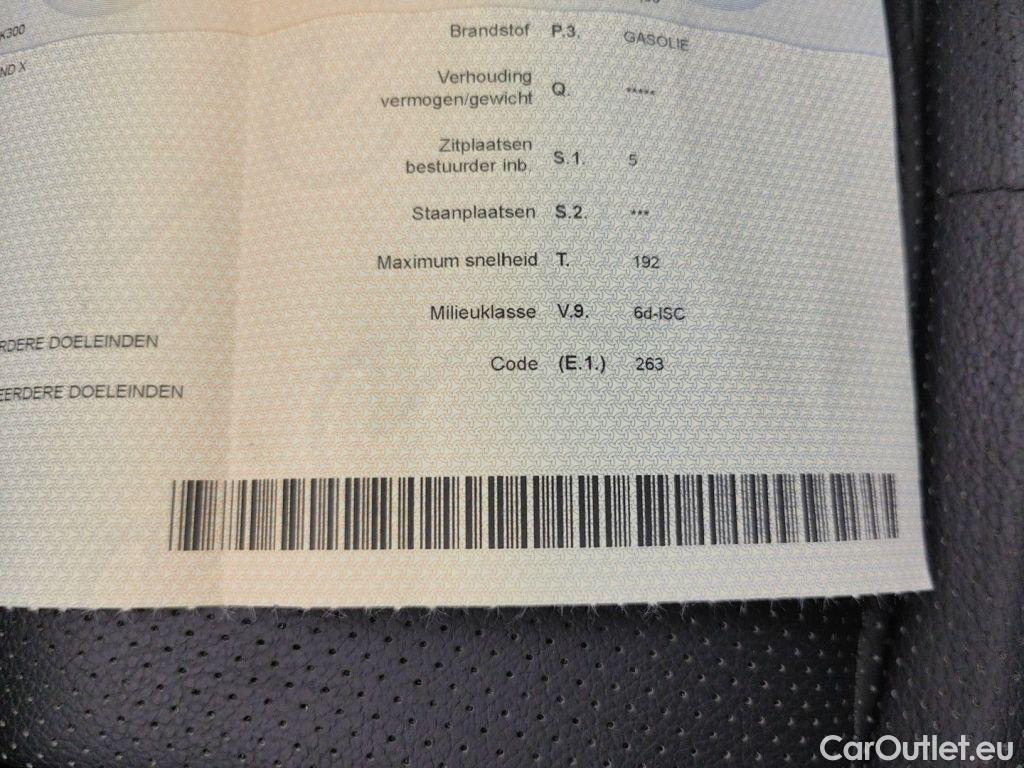 K300
ND X
Brandstof P.3. GASOLIE
Verhouding
vermogen/gewicht Q. *****
Zitplaatsen
bestuurder inb. S.1. 5
Staanplaatsen S.2. ***
Maximum snelheid T. 192
Milieuklasse V.9. 6d-ISC
RDERE DOELEINDEN
Code (E.1.) 263
EERDERE DOELEINDEN
CarOutlet.eu